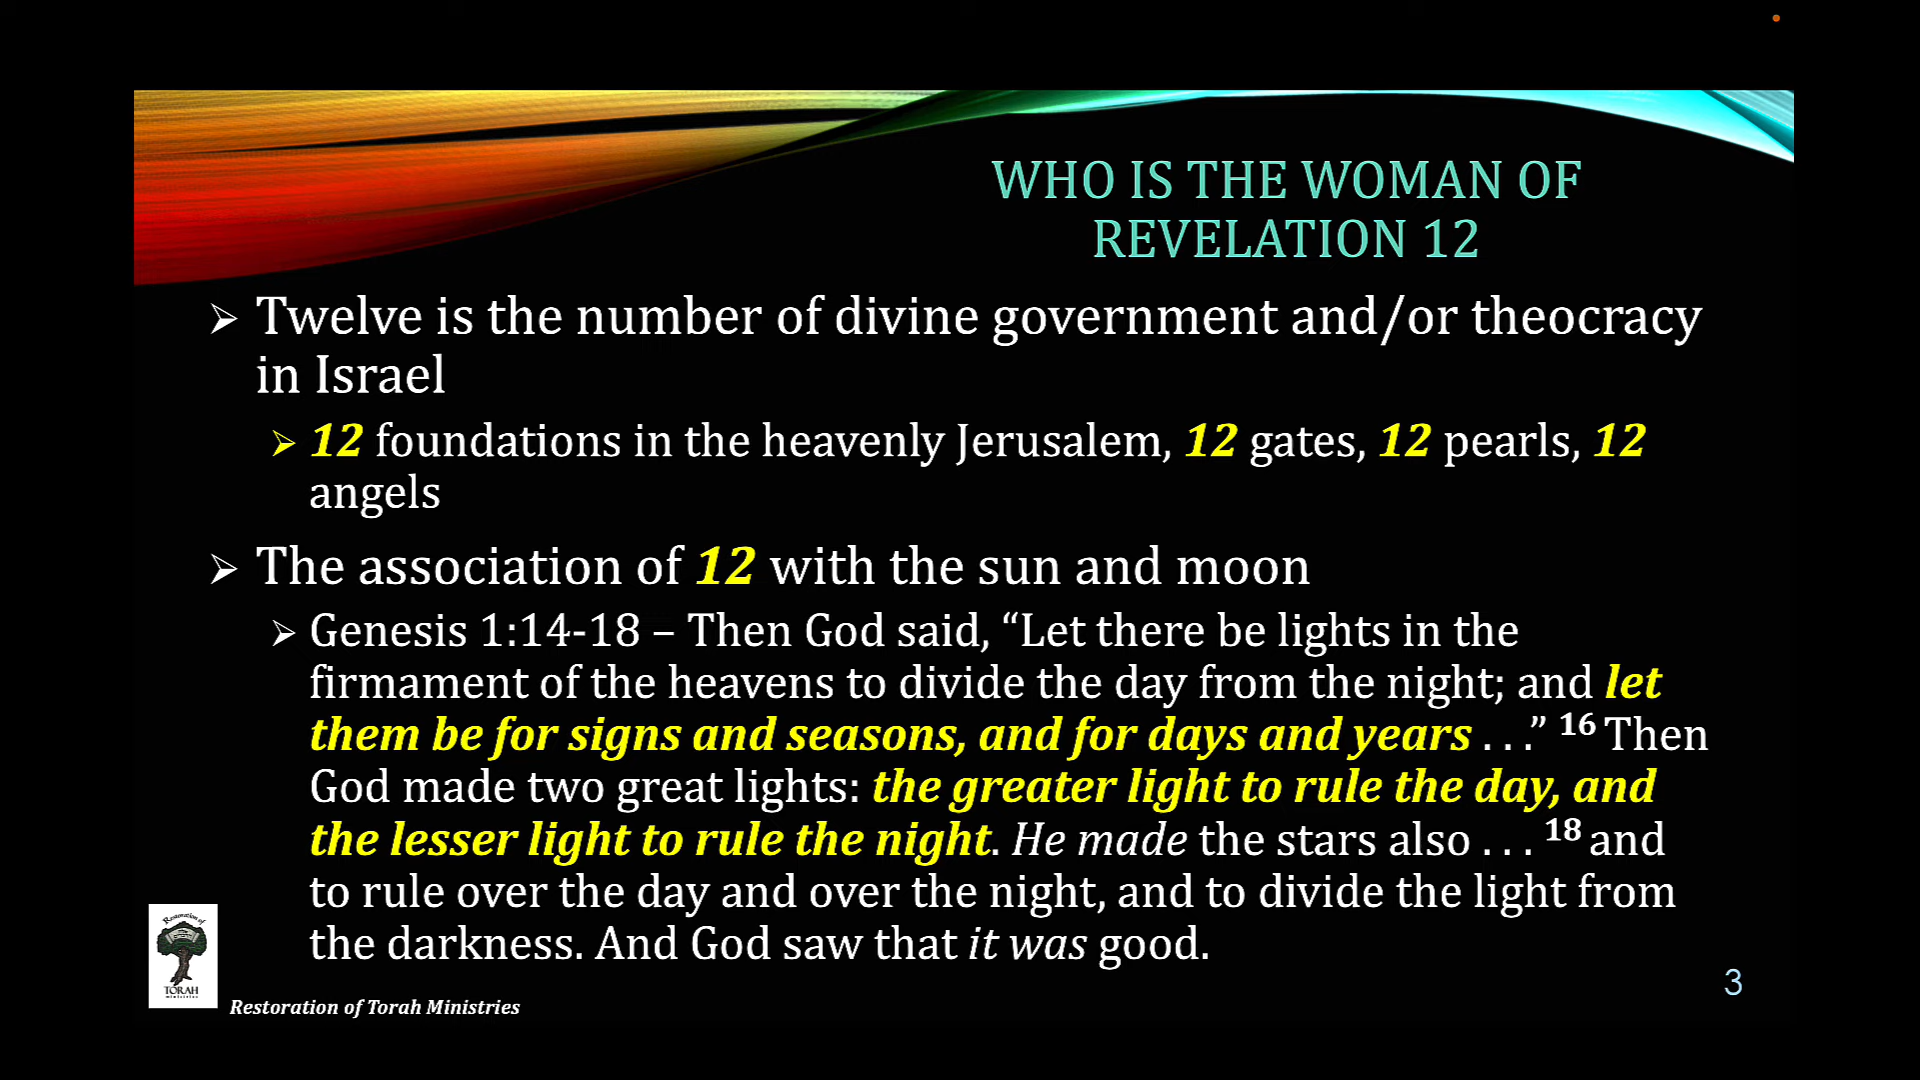 WHO IS THE WOMAN OF
REVELATION 12
➢ Twelve is the number of divine government and/or theocracy
in Israel
➢ 12 foundations in the heavenly Jerusalem, 12 gates, 12 pearls, 12
angels
➢ The association of 12 with the sun and moon
➢ Genesis 1:14-18 – Then God said, “Let there be lights in the
firmament of the heavens to divide the day from the night; and let
them be for signs and seasons, and for days and years . . .” 16 Then
God made two great lights: the greater light to rule the day, and
the lesser light to rule the night. He made the stars also . . . 18 and
to rule over the day and over the night, and to divide the light from
the darkness. And God saw that it was good.
Restoration of
TORAH
ministries
Restoration of Torah Ministries
3